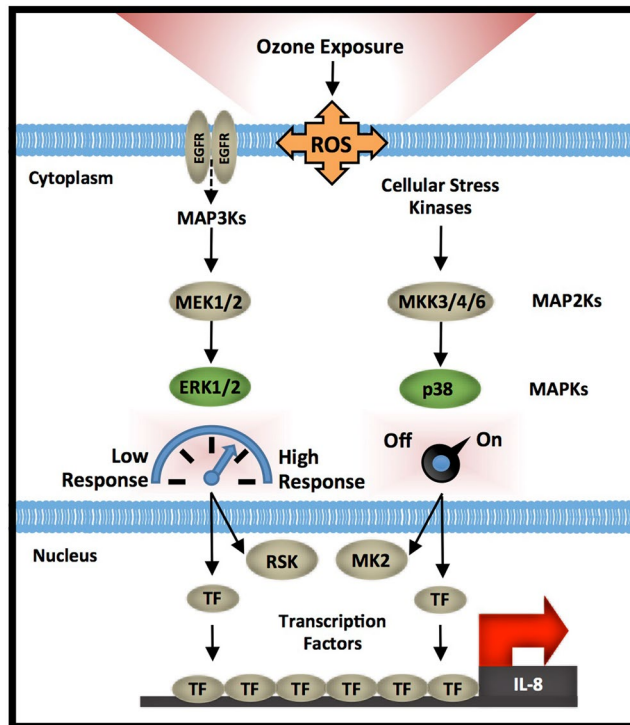 Ozone Exposure
EGFR
EGFR
ROS
Cytoplasm
Cellular Stress
Kinases
MAP3Ks
MEK1/2
MKK3/4/6
MAP2Ks
ERK1/2
p38
MAPKs
Low
Response
High
Response
Off
On
Nucleus
RSK
MK2
TF
TF
Transcription
Factors
TF TF TF TF TF TF
IL-8